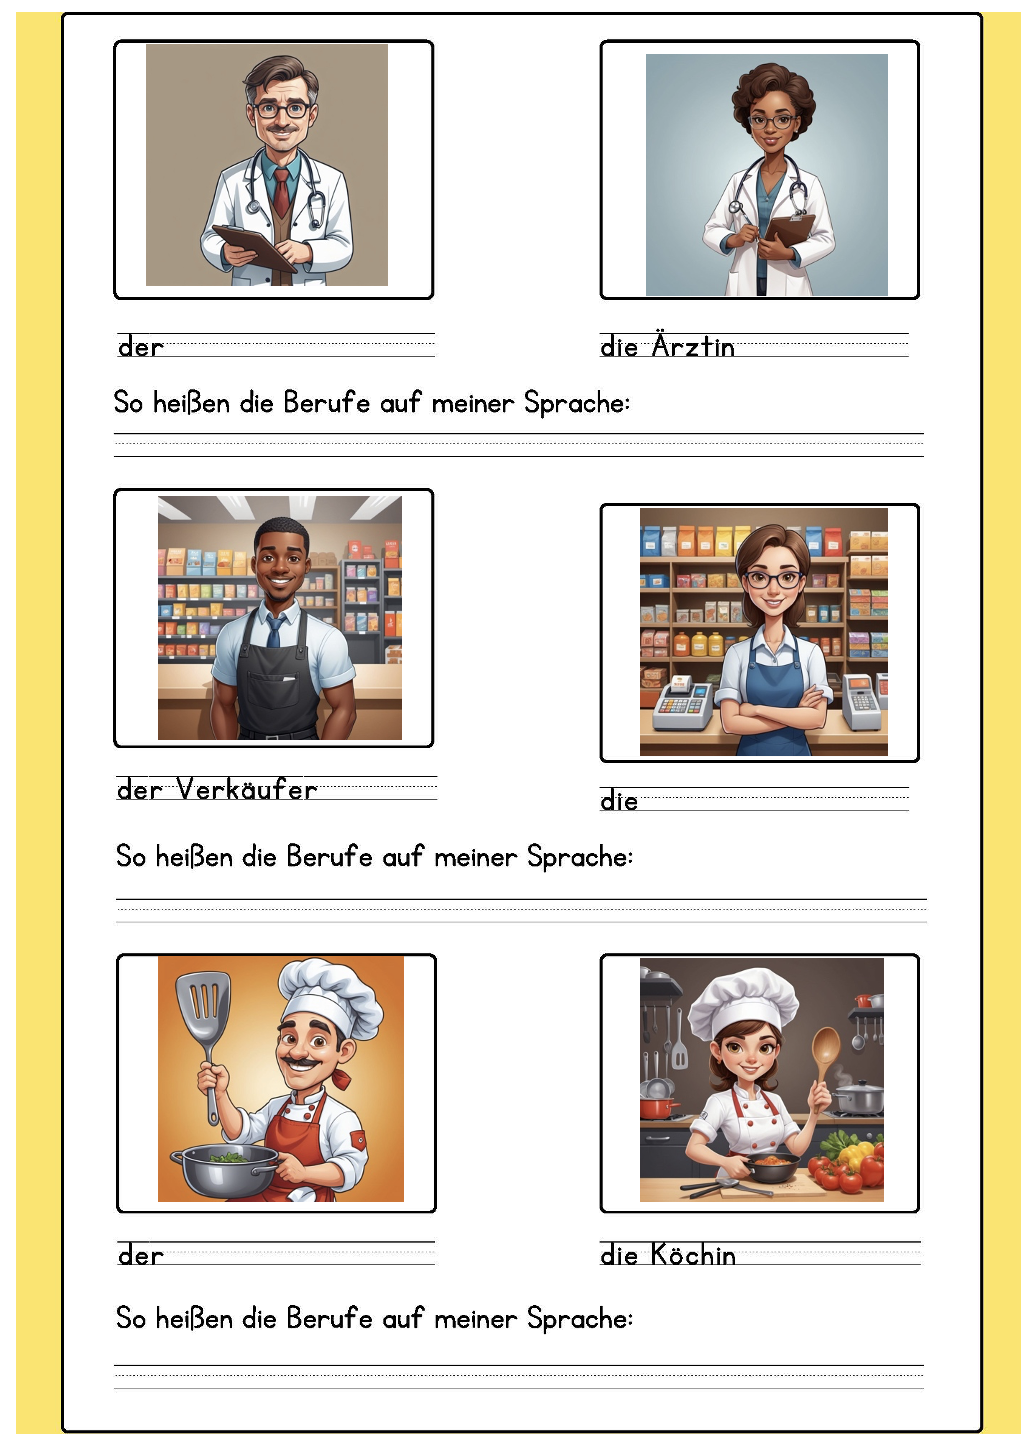 der
die Ärztin
So heißen die Berufe auf meiner Sprache:
der Verkäufer
die
So heißen die Berufe auf meiner Sprache:
der
die Köchin
So heißen die Berufe auf meiner Sprache: